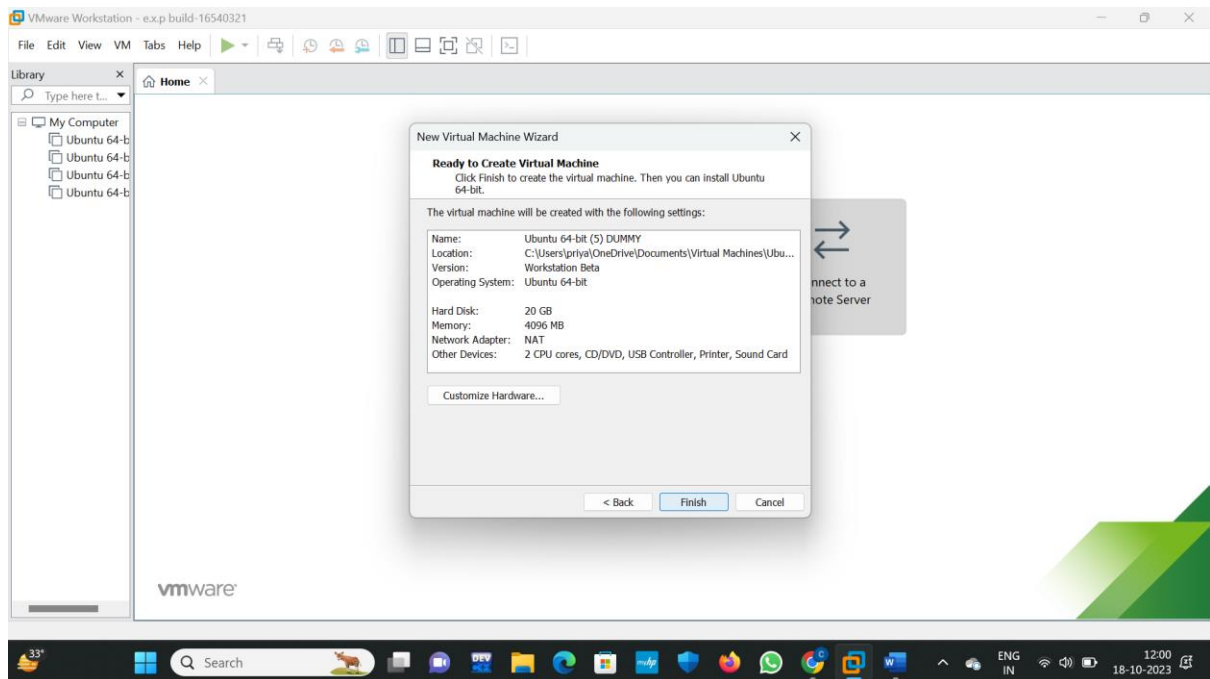 VMware Workstation - e.x.p build-16540321
File Edit View VM Tabs Help
Library
Home
Type here t...
My Computer
Ubuntu 64-b
Ubuntu 64-b
Ubuntu 64-b
Ubuntu 64-b
New Virtual Machine Wizard
Ready to Create Virtual Machine
Click Finish to create the virtual machine. Then you can install Ubuntu
64-bit.
The virtual machine will be created with the following settings:
Name: Ubuntu 64-bit (5) DUMMY
Location: C:\Users\priya\OneDrive\Documents\Virtual Machines\Ubu...
Version: Workstation Beta
Operating System: Ubuntu 64-bit
Hard Disk: 20 GB
Memory: 4096 MB
Network Adapter: NAT
Other Devices: 2 CPU cores, CD/DVD, USB Controller, Printer, Sound Card
Customize Hardware...
< Back Finish Cancel
nnect to a
note Server
vmware
33°
Search
DEV
mhp
W
ENG
IN
12:00
18-10-2023